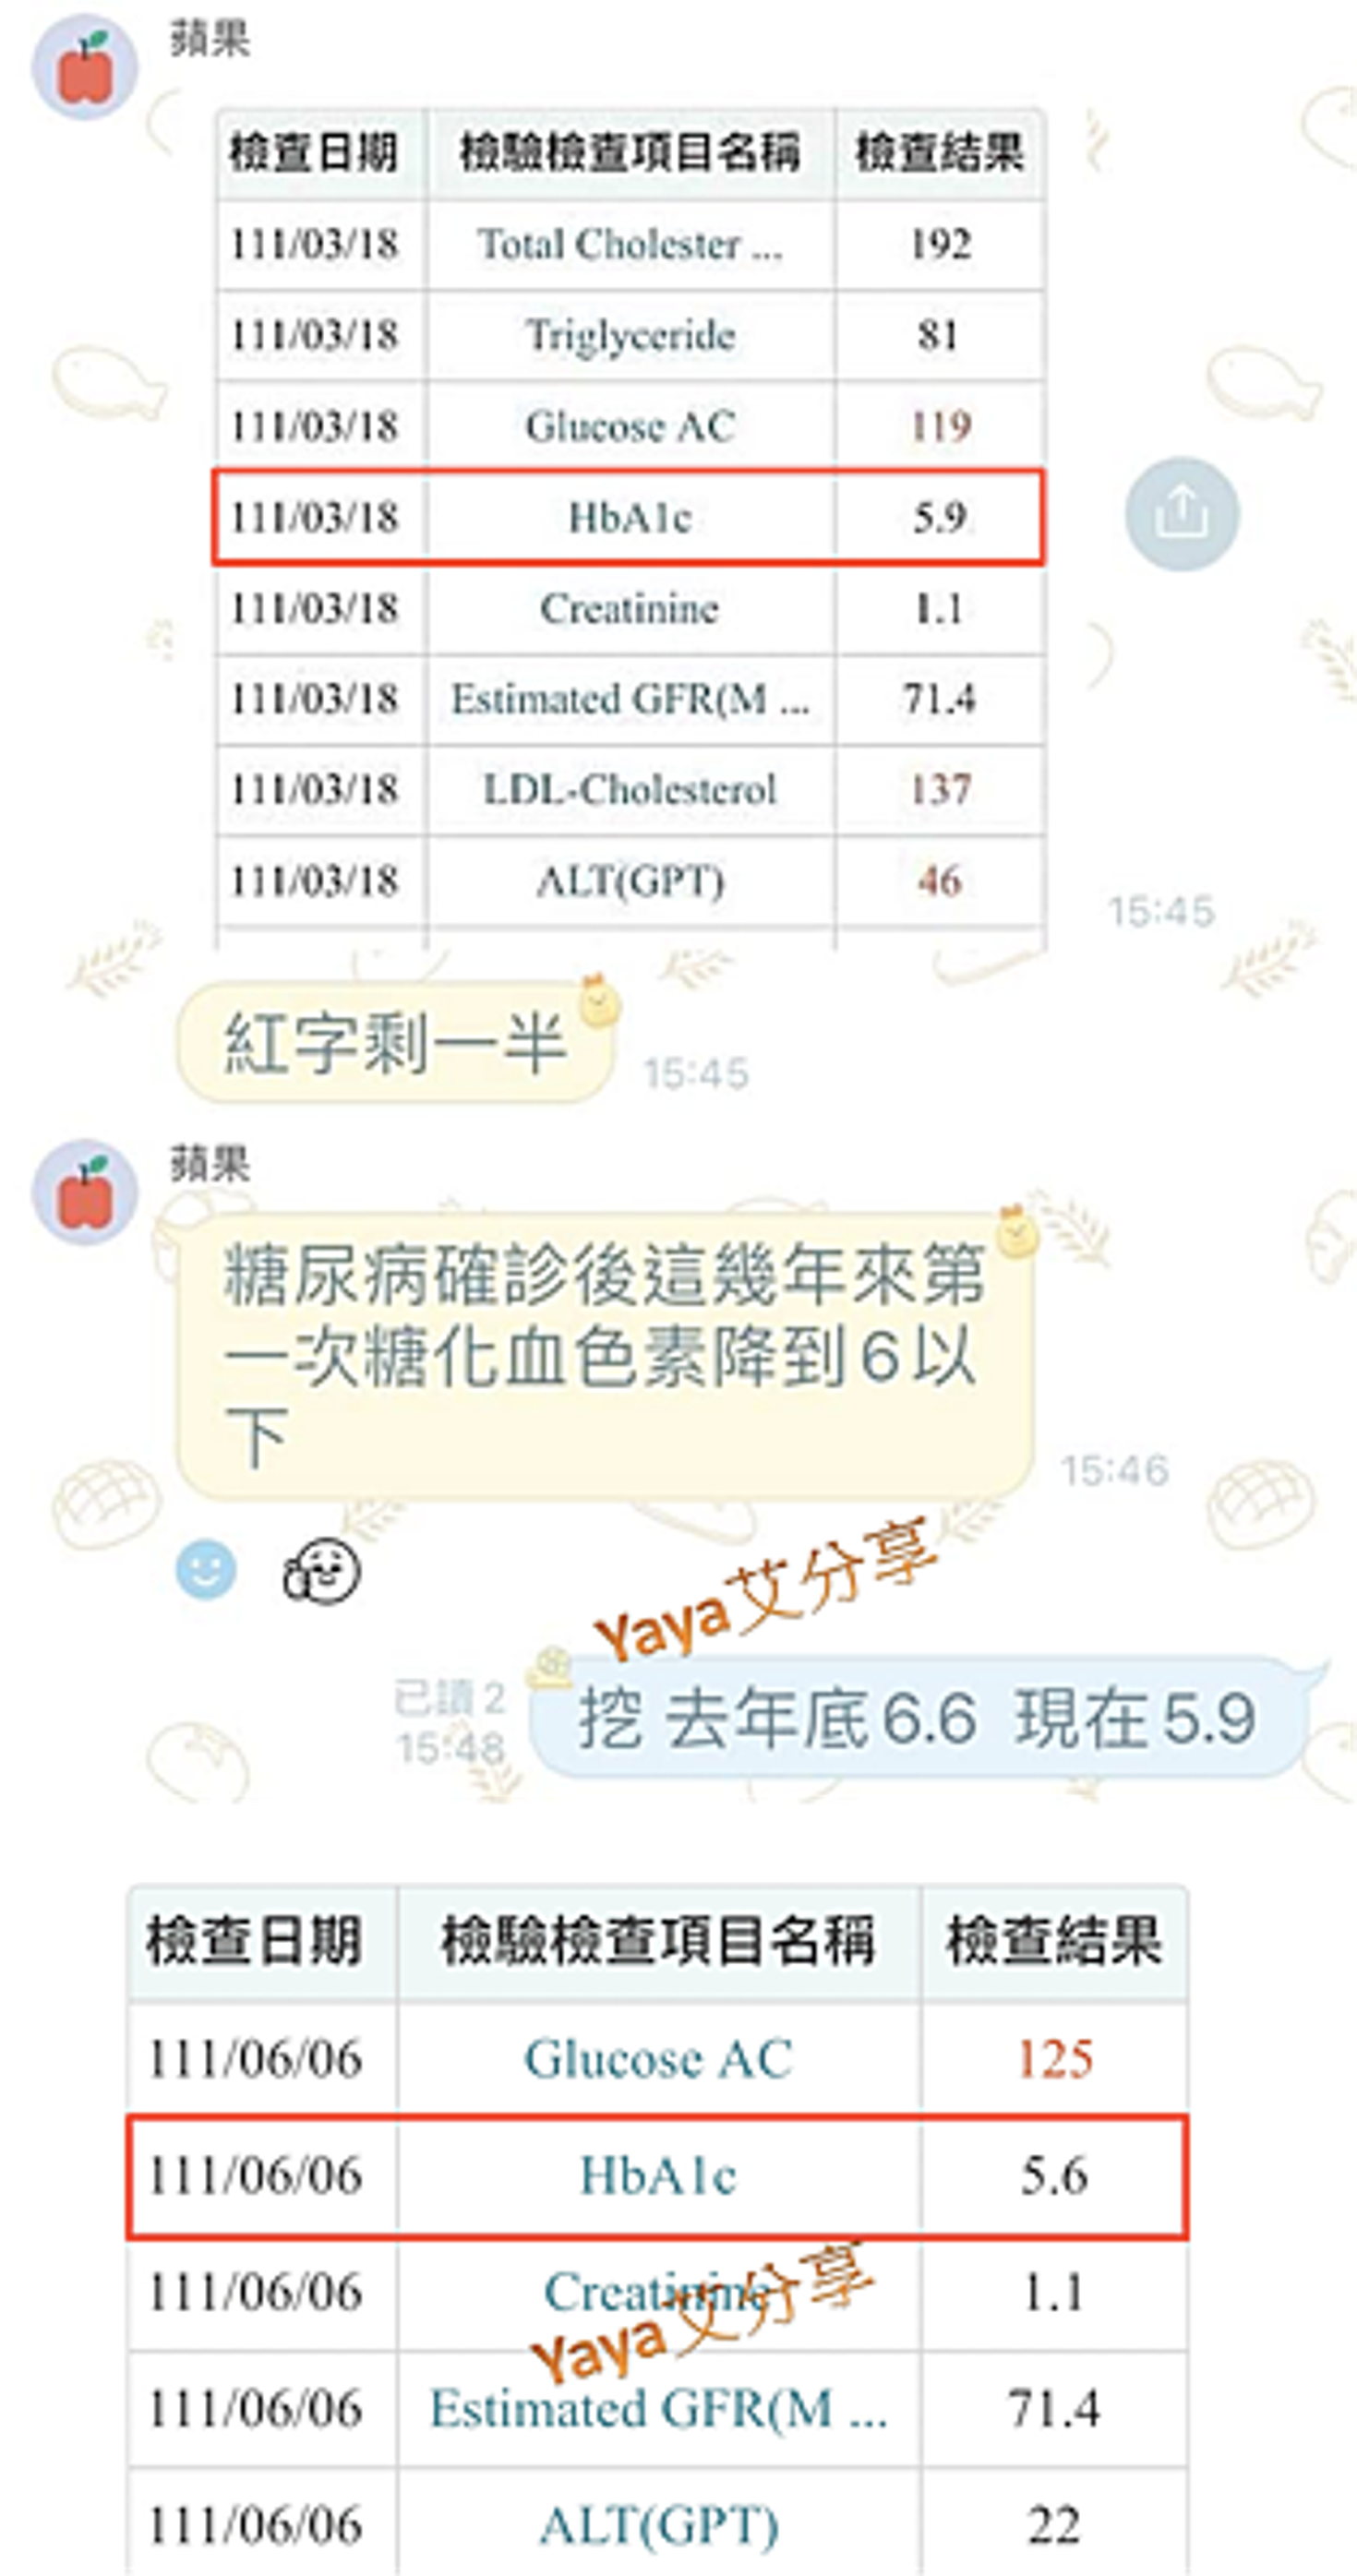 蘋果
檢查日期 檢驗檢查項目名稱 檢查結果
111/03/18 Total Cholester ... 192
111/03/18 Triglyceride 81
111/03/18 Glucose AC 119
111/03/18 HbA1c 5.9
111/03/18 Creatinine 1.1
111/03/18 Estimated GFR(M ... 71.4
111/03/18 LDL-Cholesterol 137
111/03/18 ALT(GPT) 46
15:45
紅字剩一半
15:45
蘋果
糖尿病確診後這幾年來第
一次糖化血色素降到6以
下
15:46
Yaya艾分享
已讀 2
15:48
挖 去年底6.6 現在5.9
檢查日期 檢驗檢查項目名稱 檢查結果
111/06/06 Glucose AC 125
111/06/06 HbA1c 5.6
111/06/06 Creatinine 1.1
Yaya艾分享
111/06/06 Estimated GFR(M ... 71.4
111/06/06 ALT(GPT) 22